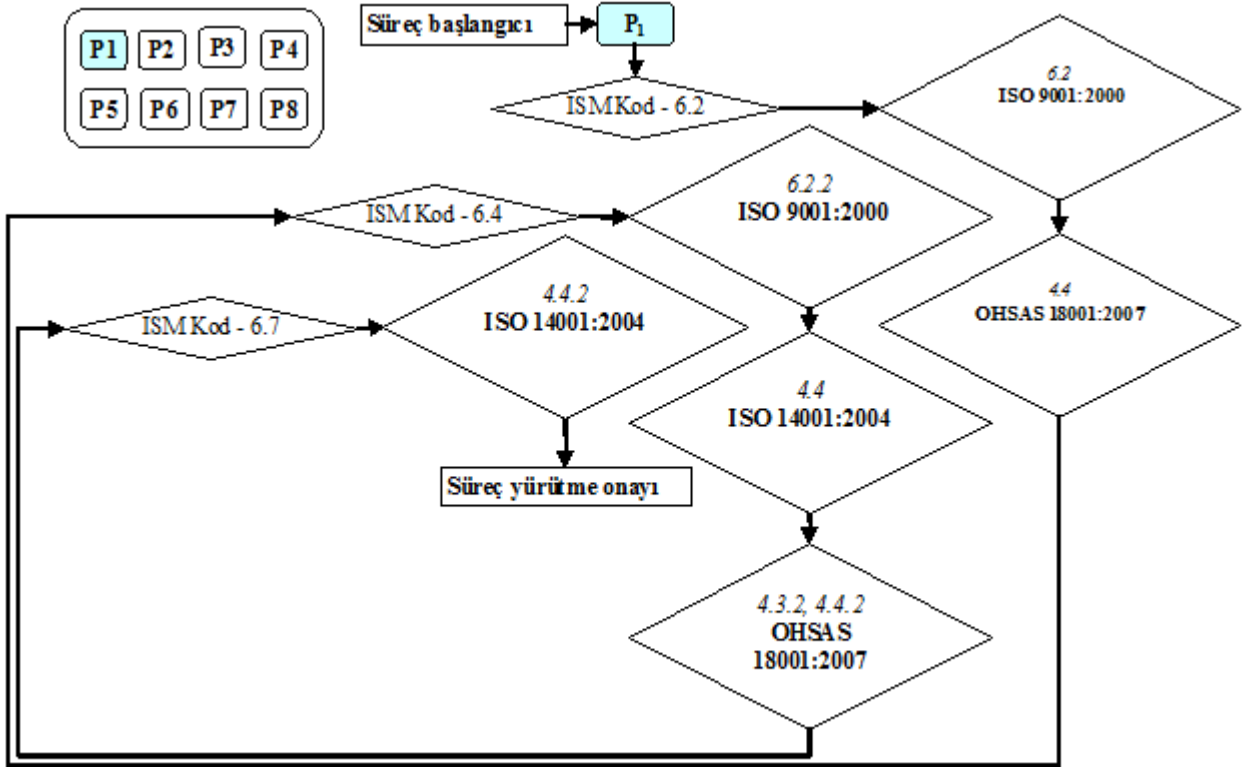 P1 P2 P3 P4
P5 P6 P7 P8
Süreç başlangıcı
P1
ISM Kod - 6.2
6.2
ISO 9001:2000
4.4
OHSAS 18001:2007
ISM Kod - 6.4
6.2.2
ISO 9001:2000
4.4
ISO 14001:2004
4.3.2, 4.4.2
OHSAS
18001:2007
ISM Kod - 6.7
4.4.2
ISO 14001:2004
Süreç yürütme onayı